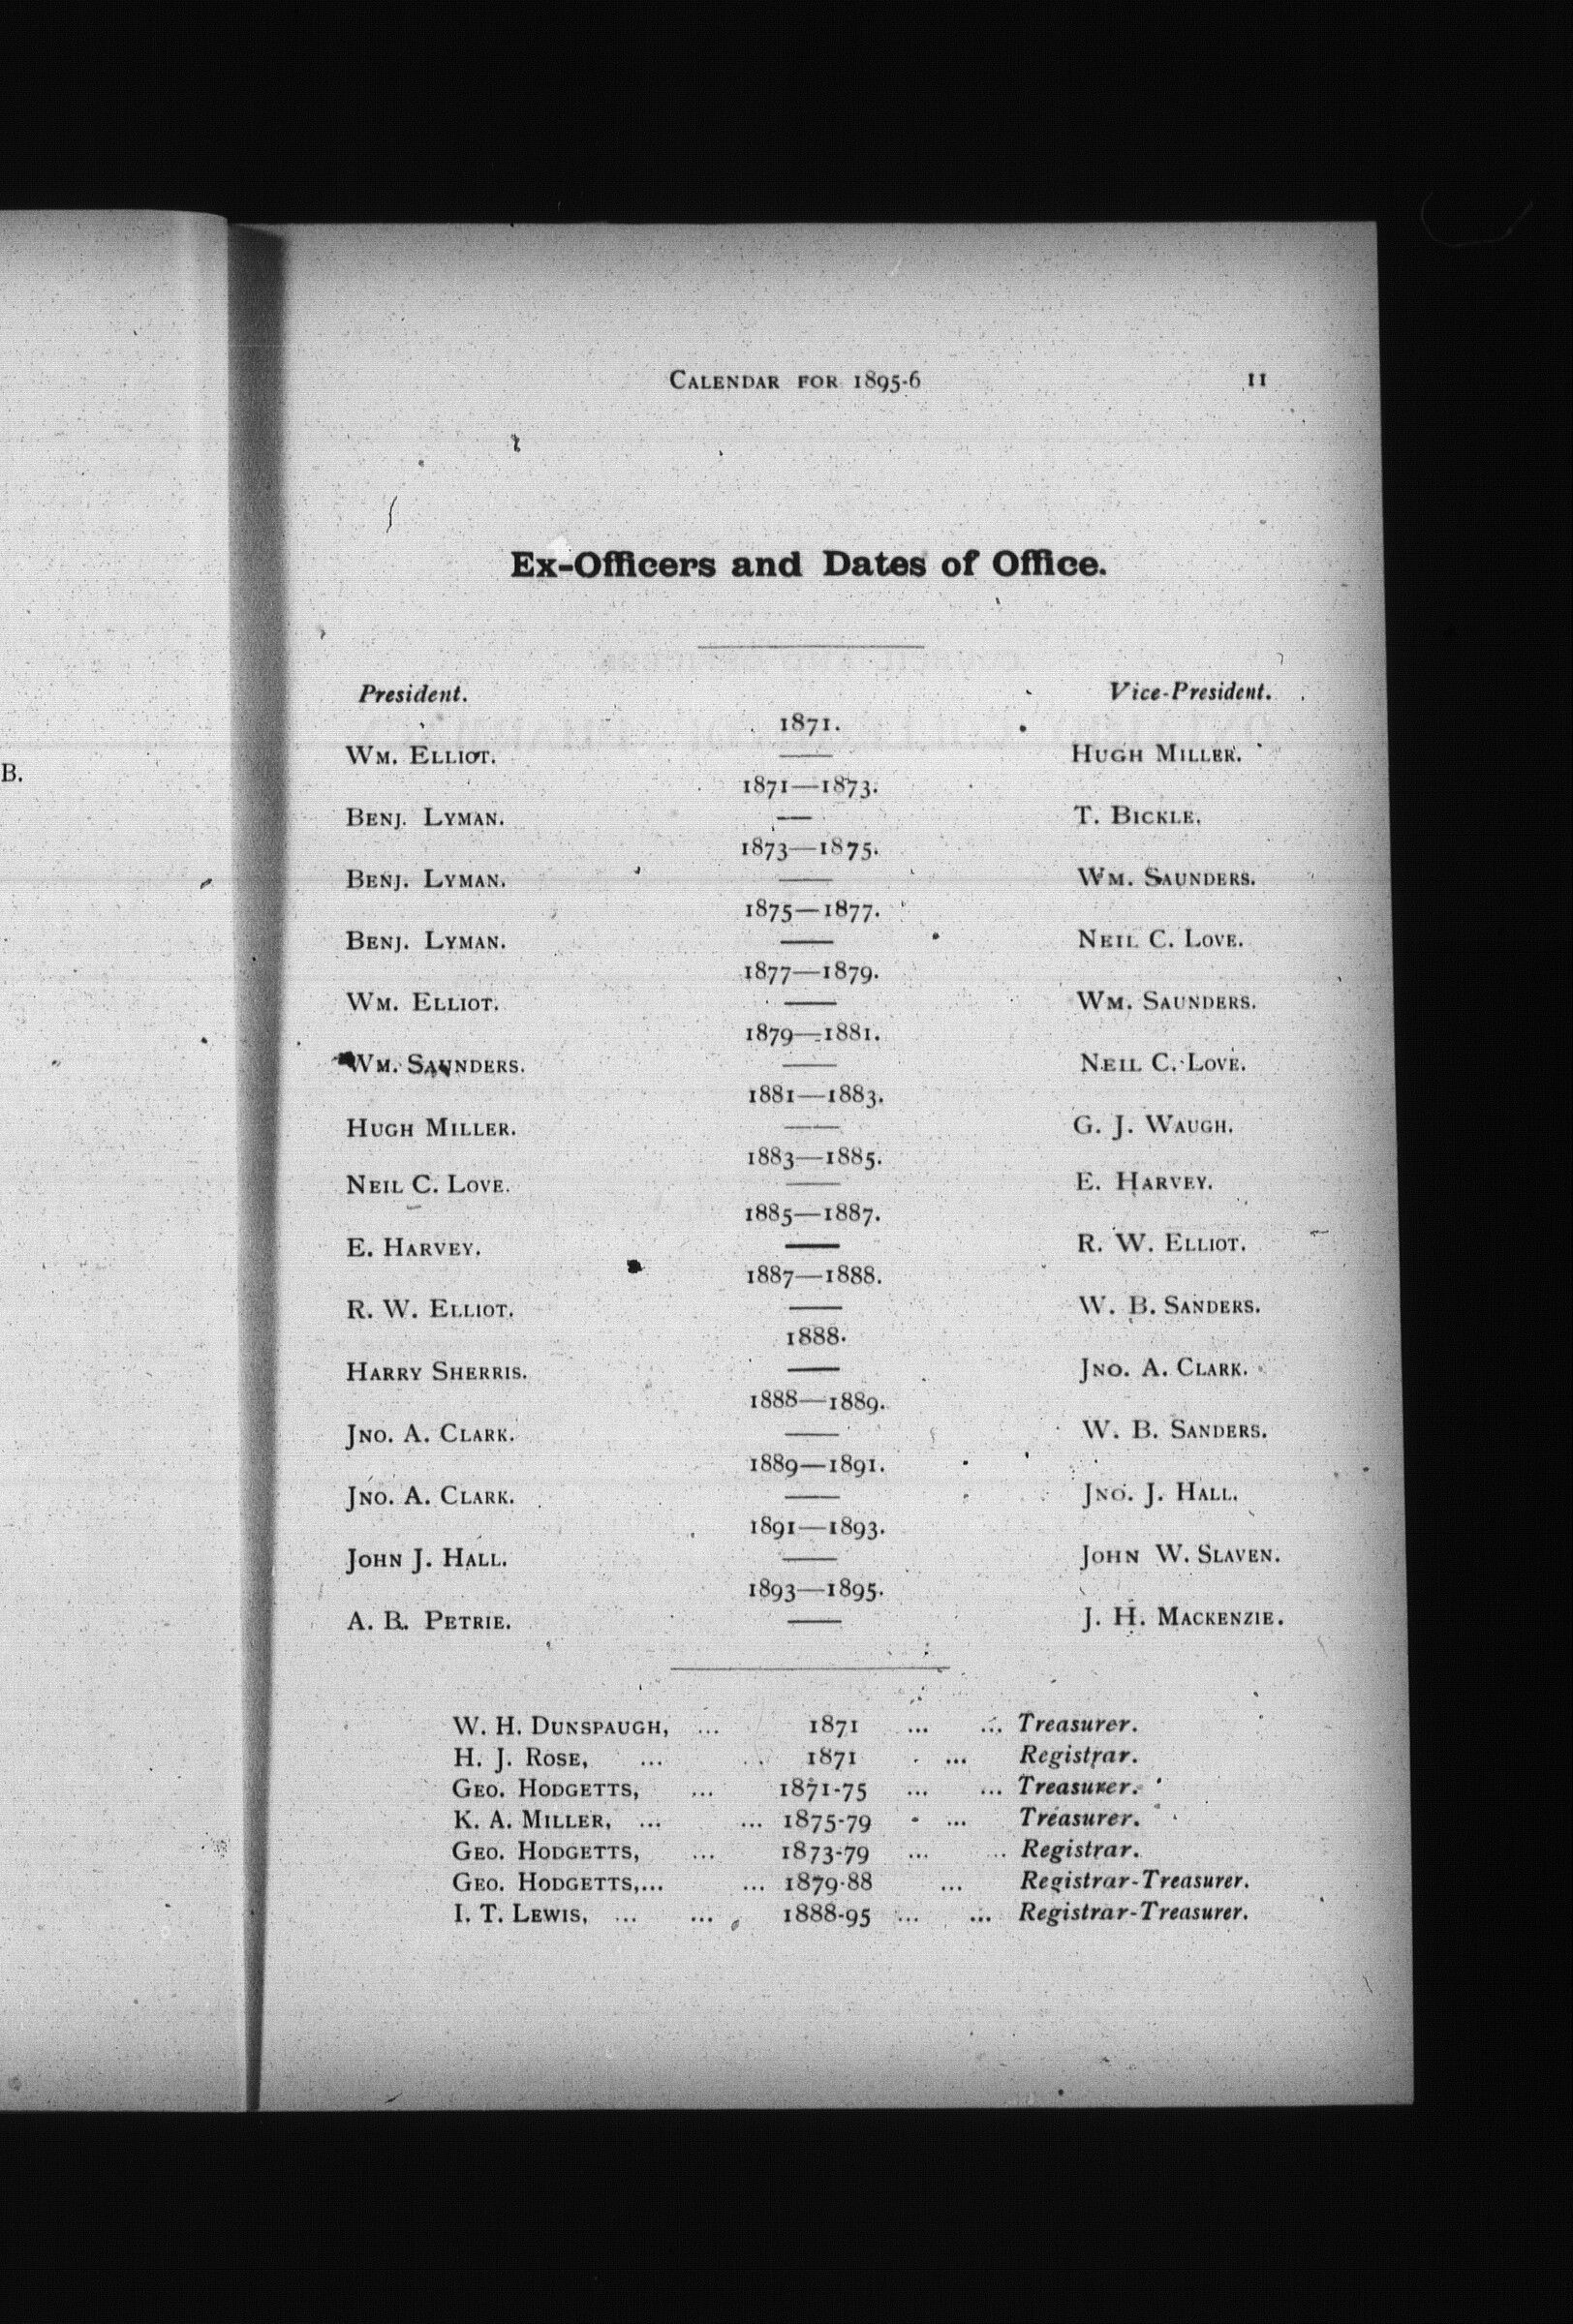 CALENDAR FOR 1895-6 11
Ex-Officers and Dates of Office.
President. Vice-President.
1871.
WM. ELLIOT. HUGH MILLER.
1871—1873.
BENJ. LYMAN. T. BICKLE.
1873—1875.
BENJ. LYMAN. WM. SAUNDERS.
1875—1877.
BENJ. LYMAN. NEIL C. LOVE.
1877—1879.
WM. ELLIOT. WM. SAUNDERS.
1879—1881.
WM. SAUNDERS. NEIL C. LOVE.
1881—1883.
HUGH MILLER. G. J. WAUGH.
1883—1885.
NEIL C. LOVE. E. HARVEY.
1885—1887.
E. HARVEY. R. W. ELLIOT.
1887—1888.
R. W. ELLIOT. W. B. SANDERS.
1888.
HARRY SHERRIS. JNO. A. CLARK.
1888—1889.
JNO. A. CLARK. W. B. SANDERS.
1889—1891.
JNO. A. CLARK. JNO. J. HALL.
1891—1893.
JOHN J. HALL. JOHN W. SLAVEN.
1893—1895.
A. B. PETRIE. J. H. MACKENZIE.
W. H. DUNSPAUGH, ... 1871 ... ... Treasurer.
H. J. ROSE, ... 1871 ... Registrar.
GEO. HODGETTS, ... 1871-75 ... ... Treasurer.
K. A. MILLER, ... ... 1875-79 ... Treasurer.
GEO. HODGETTS, ... 1873-79 ... ... Registrar.
GEO. HODGETTS,... ... 1879-88 ... Registrar-Treasurer.
I. T. LEWIS, ... ... 1888-95 ... ... Registrar-Treasurer.
B.